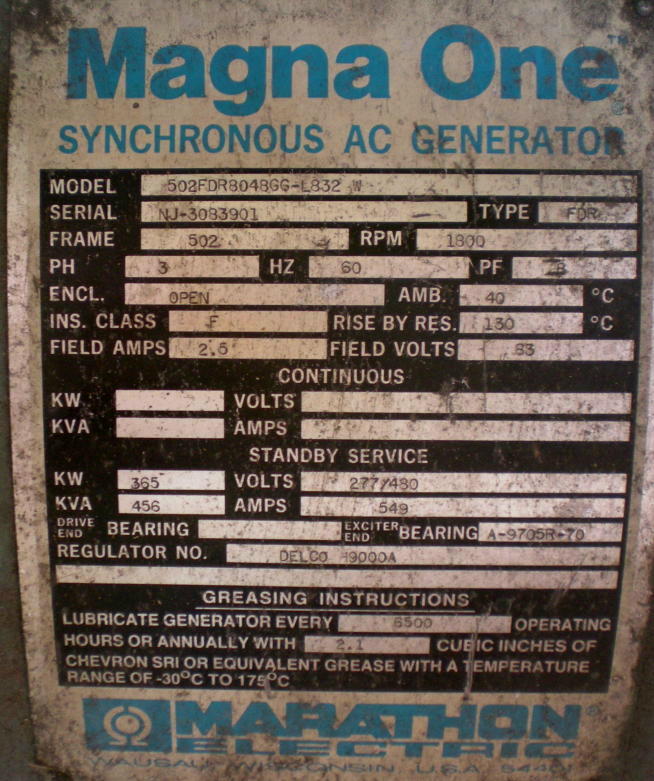 Magna One™
SYNCHRONOUS AC GENERATOR
MODEL 502FDR8048GG-L832 W
SERIAL NJ-3083901 TYPE FDR
FRAME 502 RPM 1800
PH 3 HZ 60 PF .8
ENCL. OPEN AMB. 40 °C
INS. CLASS F RISE BY RES. 130 °C
FIELD AMPS 2.5 FIELD VOLTS 83
CONTINUOUS
KW VOLTS
KVA AMPS
STANDBY SERVICE
KW 365 VOLTS 277/480
KVA 456 AMPS 549
DRIVE END BEARING EXCITER END BEARING A-9705R-70
REGULATOR NO. DELCO
GREASING INSTRUCTIONS
LUBRICATE GENERATOR EVERY 6500 OPERATING
HOURS OR ANNUALLY WITH 2.1 CUBIC INCHES OF
CHEVRON SRI OR EQUIVALENT GREASE WITH A TEMPERATURE
RANGE OF -30°C TO 175°C
MARATHON®
ELECTRIC
WAUSAU, WISCONSIN, U.S.A. 54401